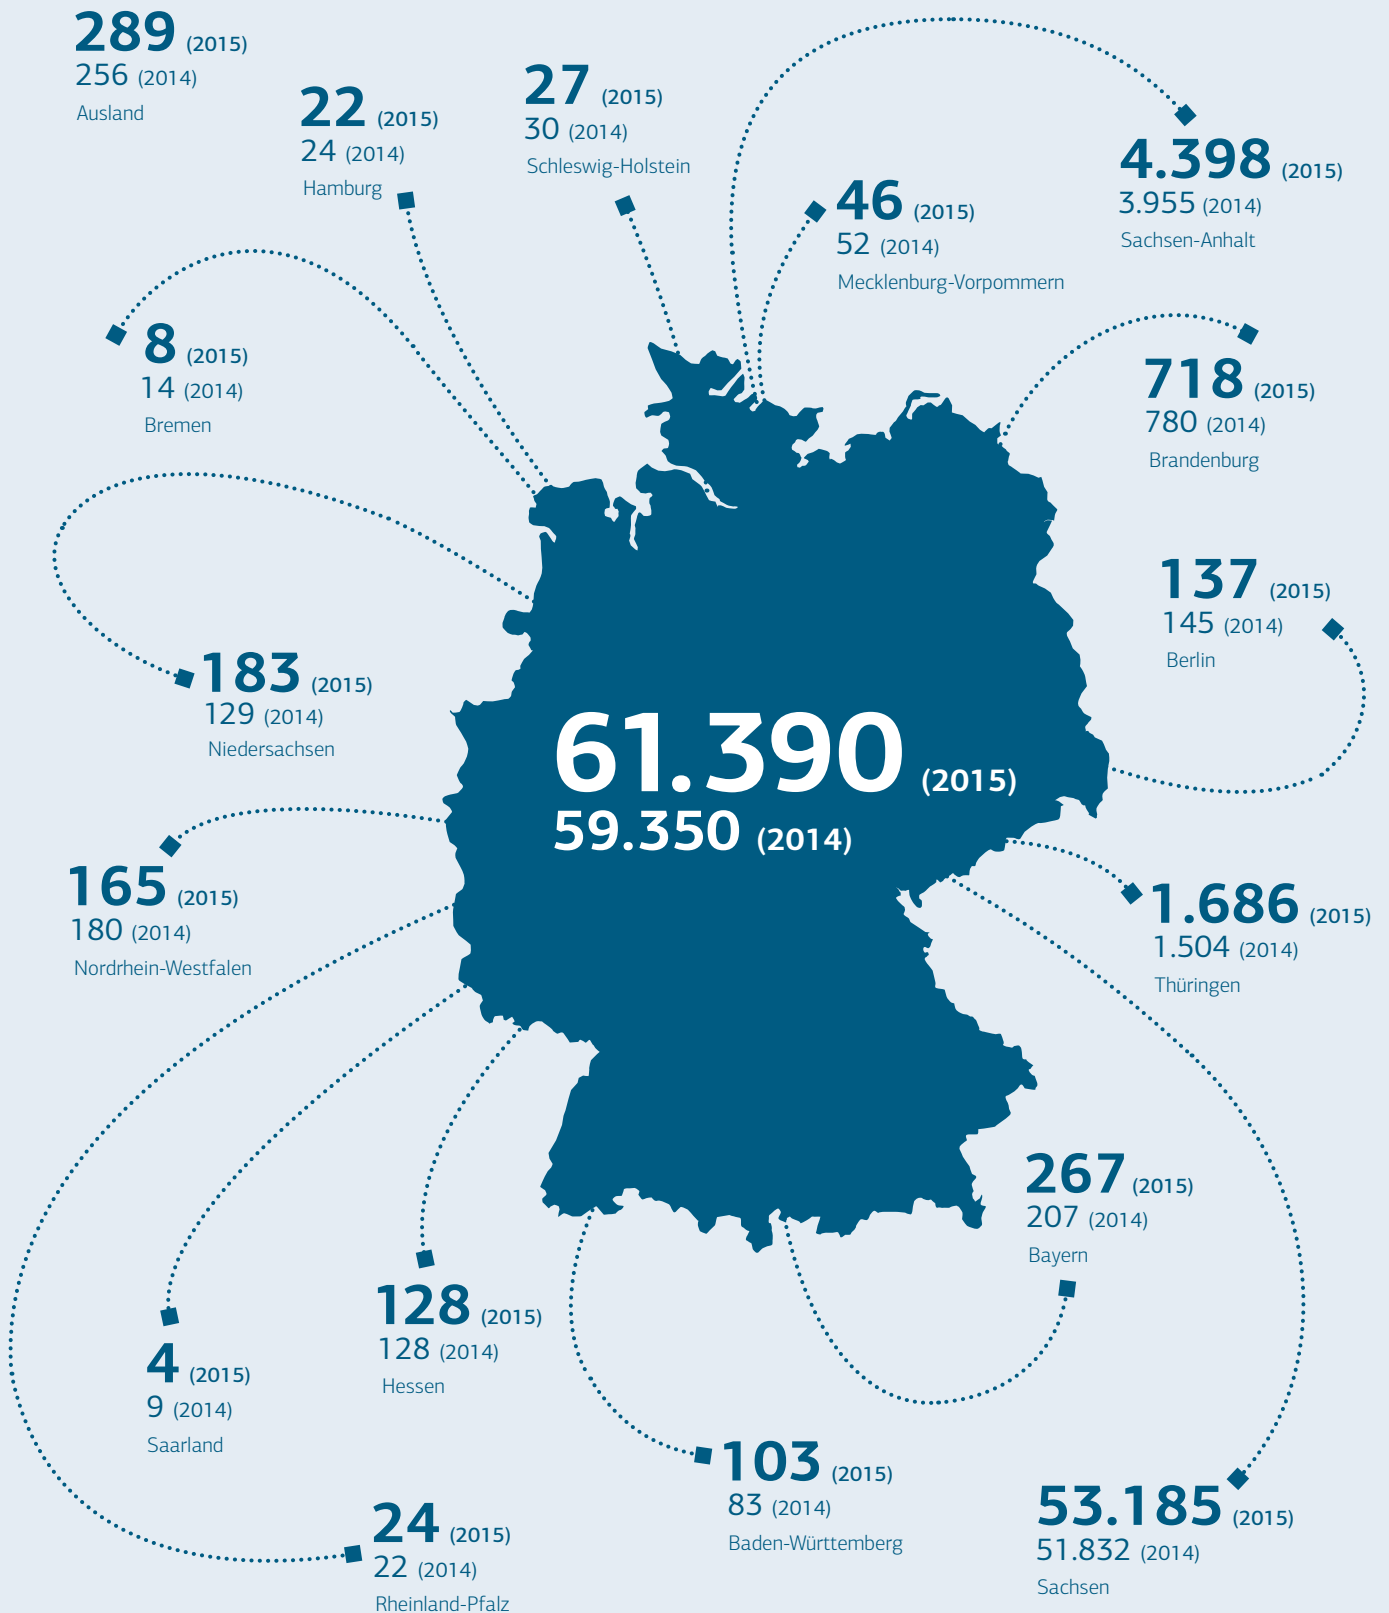 289 (2015)
256 (2014)
Ausland
22 (2015)
24 (2014)
Hamburg
27 (2015)
30 (2014)
Schleswig-Holstein
46 (2015)
52 (2014)
Mecklenburg-Vorpommern
4.398 (2015)
3.955 (2014)
Sachsen-Anhalt
8 (2015)
14 (2014)
Bremen
718 (2015)
780 (2014)
Brandenburg
137 (2015)
145 (2014)
Berlin
183 (2015)
129 (2014)
Niedersachsen
61.390 (2015)
59.350 (2014)
165 (2015)
180 (2014)
Nordrhein-Westfalen
1.686 (2015)
1.504 (2014)
Thüringen
267 (2015)
207 (2014)
Bayern
128 (2015)
128 (2014)
Hessen
4 (2015)
9 (2014)
Saarland
103 (2015)
83 (2014)
Baden-Württemberg
53.185 (2015)
51.832 (2014)
Sachsen
24 (2015)
22 (2014)
Rheinland-Pfalz